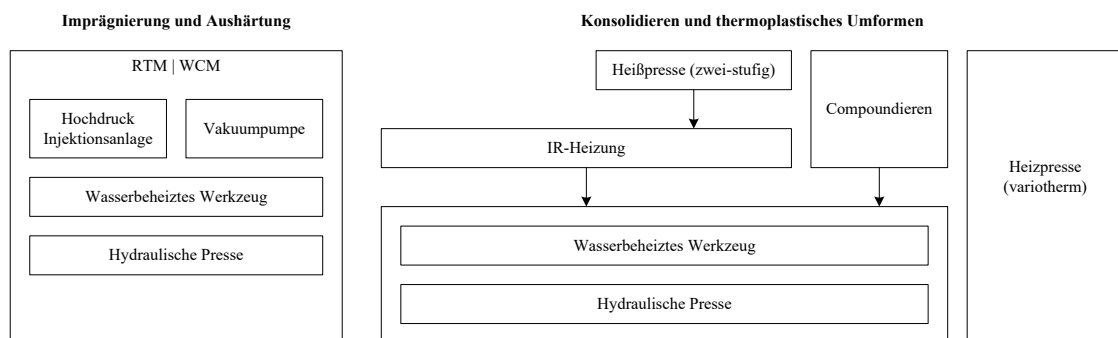 Imprägnierung und Aushärtung
RTM | WCM
Hochdruck
Injektionsanlage
Vakuumpumpe
Wasserbeheiztes Werkzeug
Hydraulische Presse
Konsolidieren und thermoplastisches Umformen
Heißpresse (zwei-stufig)
IR-Heizung
Compoundieren
Wasserbeheiztes Werkzeug
Hydraulische Presse
Heizpresse
(variotherm)